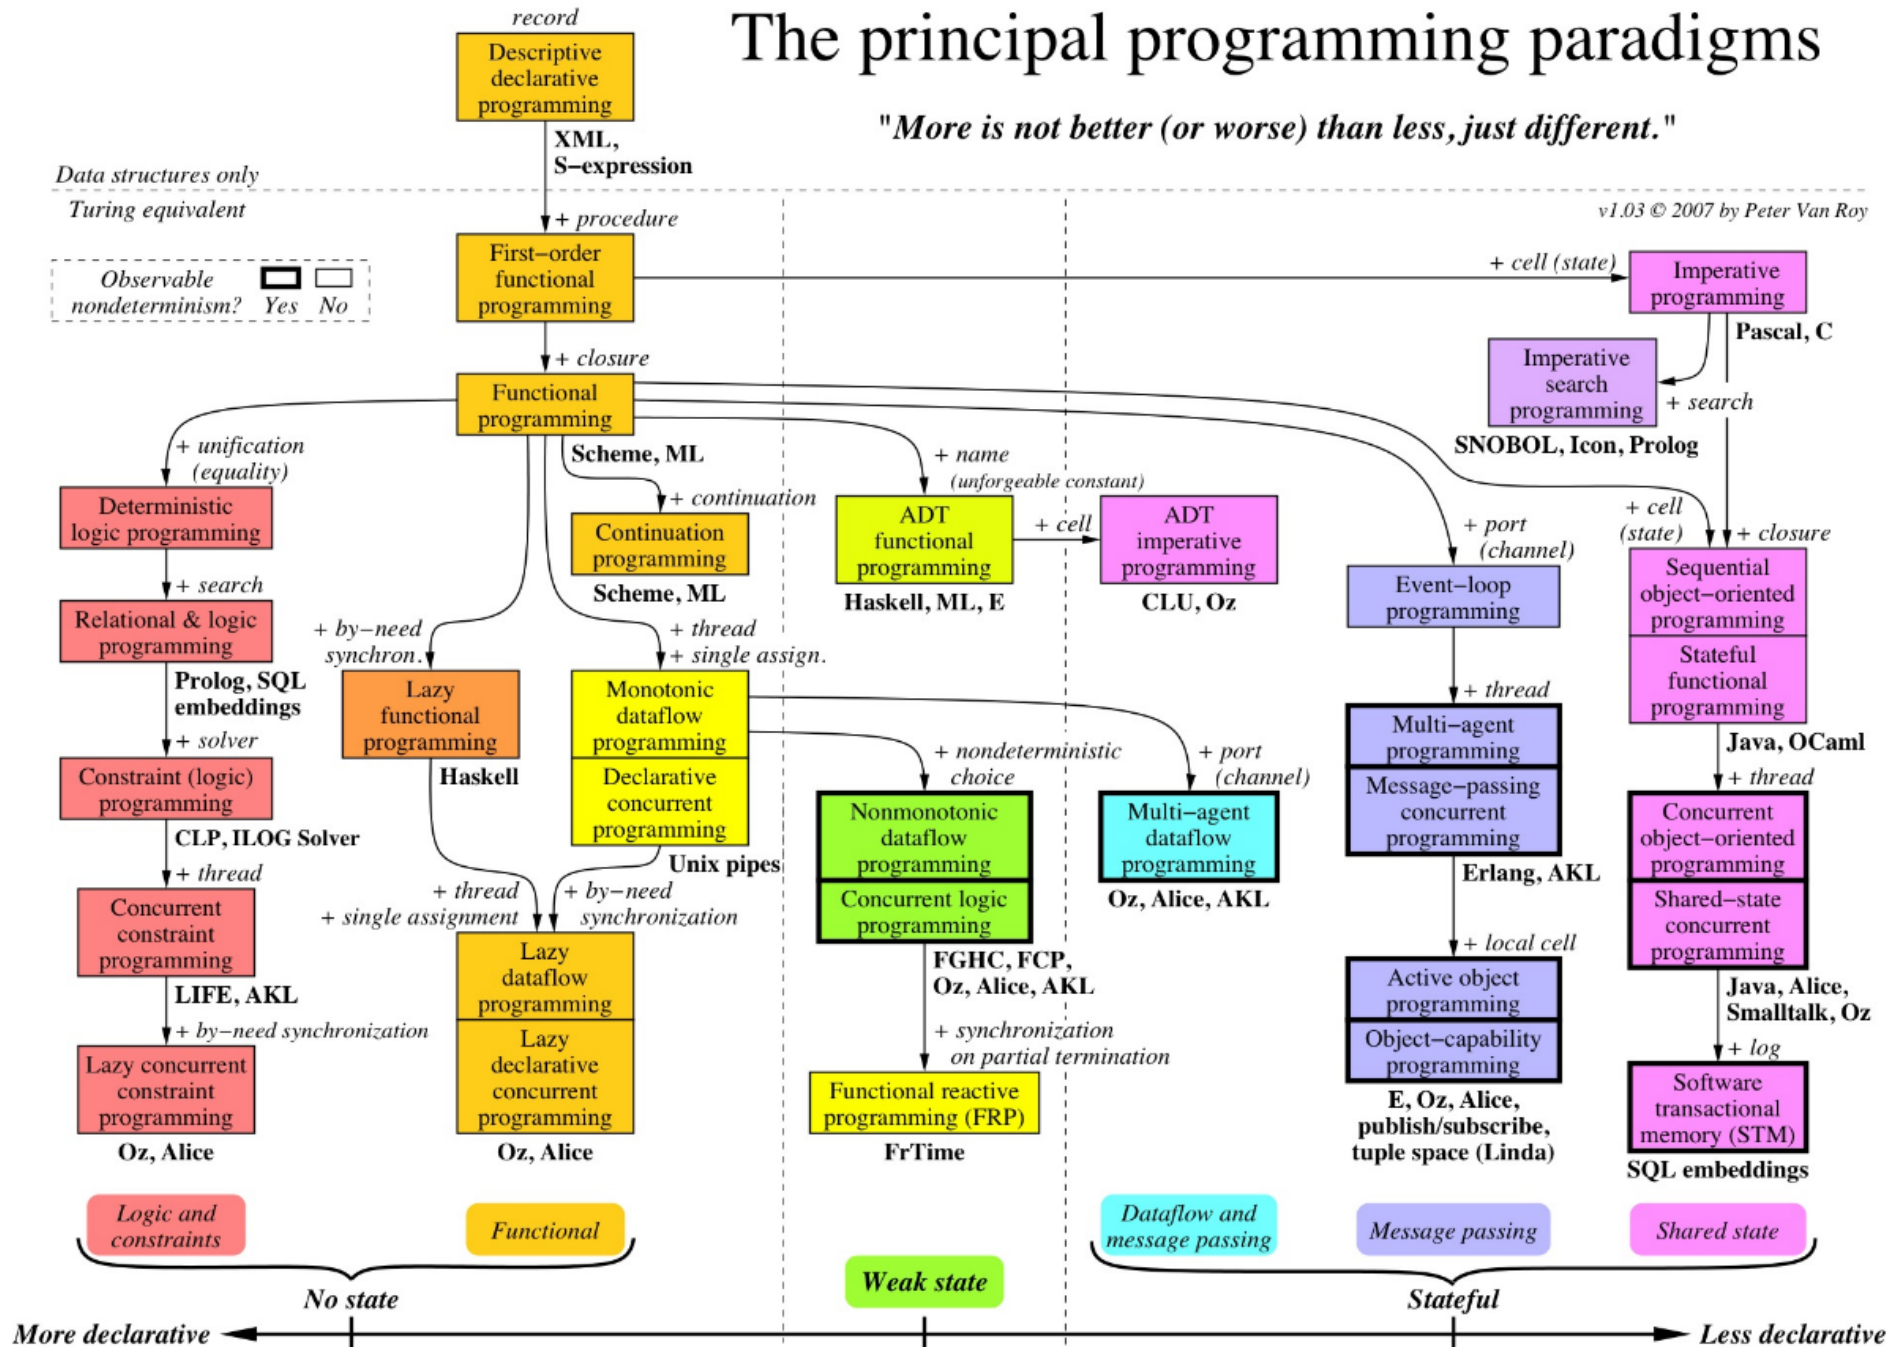 The principal programming paradigms
"More is not better (or worse) than less, just different."
record
Descriptive
declarative
programming
XML,
S−expression
Data structures only
Turing equivalent
v1.03 © 2007 by Peter Van Roy
+ procedure
Observable
nondeterminism? Yes No
First−order
functional
programming
+ cell (state)
Imperative
programming
Pascal, C
+ closure
Imperative
search
programming
+ search
SNOBOL, Icon, Prolog
Functional
programming
Scheme, ML
+ unification
(equality)
+ continuation
+ name
(unforgeable constant)
+ port
(channel)
+ cell
(state)
+ closure
Deterministic
logic programming
Continuation
programming
Scheme, ML
ADT
functional
programming
Haskell, ML, E
+ cell
ADT
imperative
programming
CLU, Oz
Event−loop
programming
Sequential
object−oriented
programming
Stateful
functional
programming
Java, OCaml
+ search
Relational & logic
programming
Prolog, SQL
embeddings
+ by−need
synchron.
+ thread
+ single assign.
Lazy
functional
programming
Haskell
Monotonic
dataflow
programming
Declarative
concurrent
programming
Unix pipes
+ thread
Multi−agent
programming
Message−passing
concurrent
programming
Erlang, AKL
+ solver
Constraint (logic)
programming
CLP, ILOG Solver
+ nondeterministic
choice
+ port
(channel)
+ thread
Nonmonotonic
dataflow
programming
Concurrent logic
programming
FGHC, FCP,
Oz, Alice, AKL
Multi−agent
dataflow
programming
Oz, Alice, AKL
Concurrent
object−oriented
programming
Shared−state
concurrent
programming
Java, Alice,
Smalltalk, Oz
+ thread
Concurrent
constraint
programming
LIFE, AKL
+ thread
+ single assignment
+ by−need
synchronization
Lazy
dataflow
programming
Lazy
declarative
concurrent
programming
Oz, Alice
+ local cell
Active object
programming
Object−capability
programming
E, Oz, Alice,
publish/subscribe,
tuple space (Linda)
+ by−need synchronization
Lazy concurrent
constraint
programming
Oz, Alice
+ synchronization
on partial termination
Functional reactive
programming (FRP)
FrTime
+ log
Software
transactional
memory (STM)
SQL embeddings
Logic and
constraints
Functional
Dataflow and
message passing
Message passing
Shared state
Weak state
No state
Stateful
More declarative
Less declarative